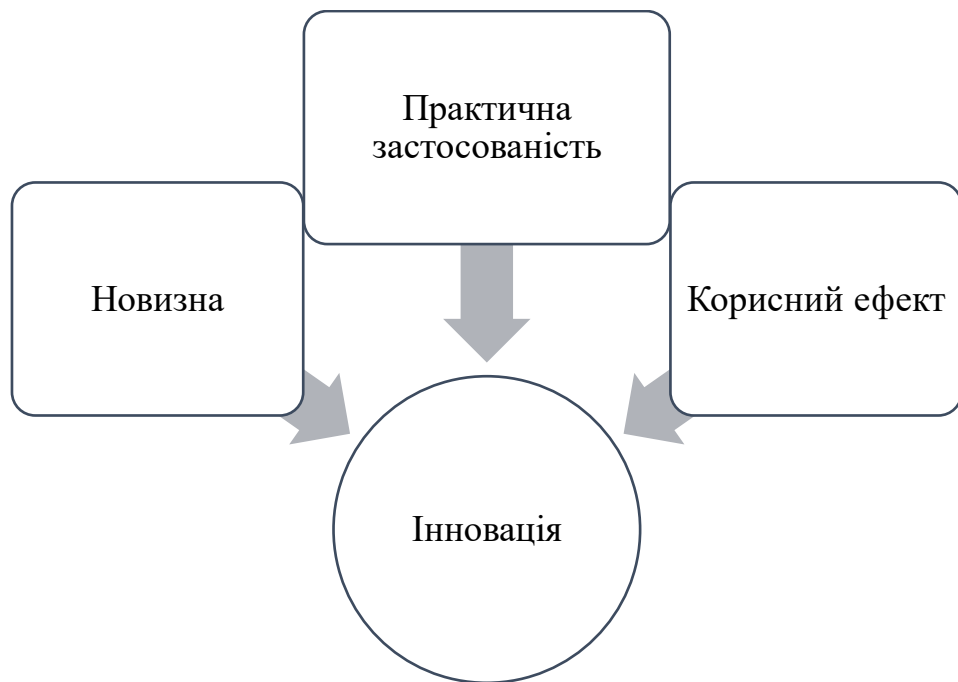 Практична
застосованість
Новизна
Корисний ефект
Інновація